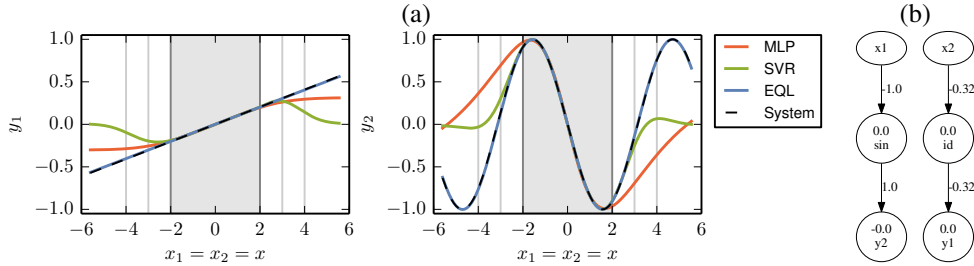 (a)
(b)
1.0
0.5
0.0
−0.5
−1.0
y1
−6 −4 −2 0 2 4 6
x1 = x2 = x
1.0
0.5
0.0
−0.5
−1.0
y2
−6 −4 −2 0 2 4 6
x1 = x2 = x
MLP
SVR
EQL
System
x1 x2
-1.0 -0.32
0.0 0.0
sin id
1.0 -0.32
-0.0 0.0
y2 y1